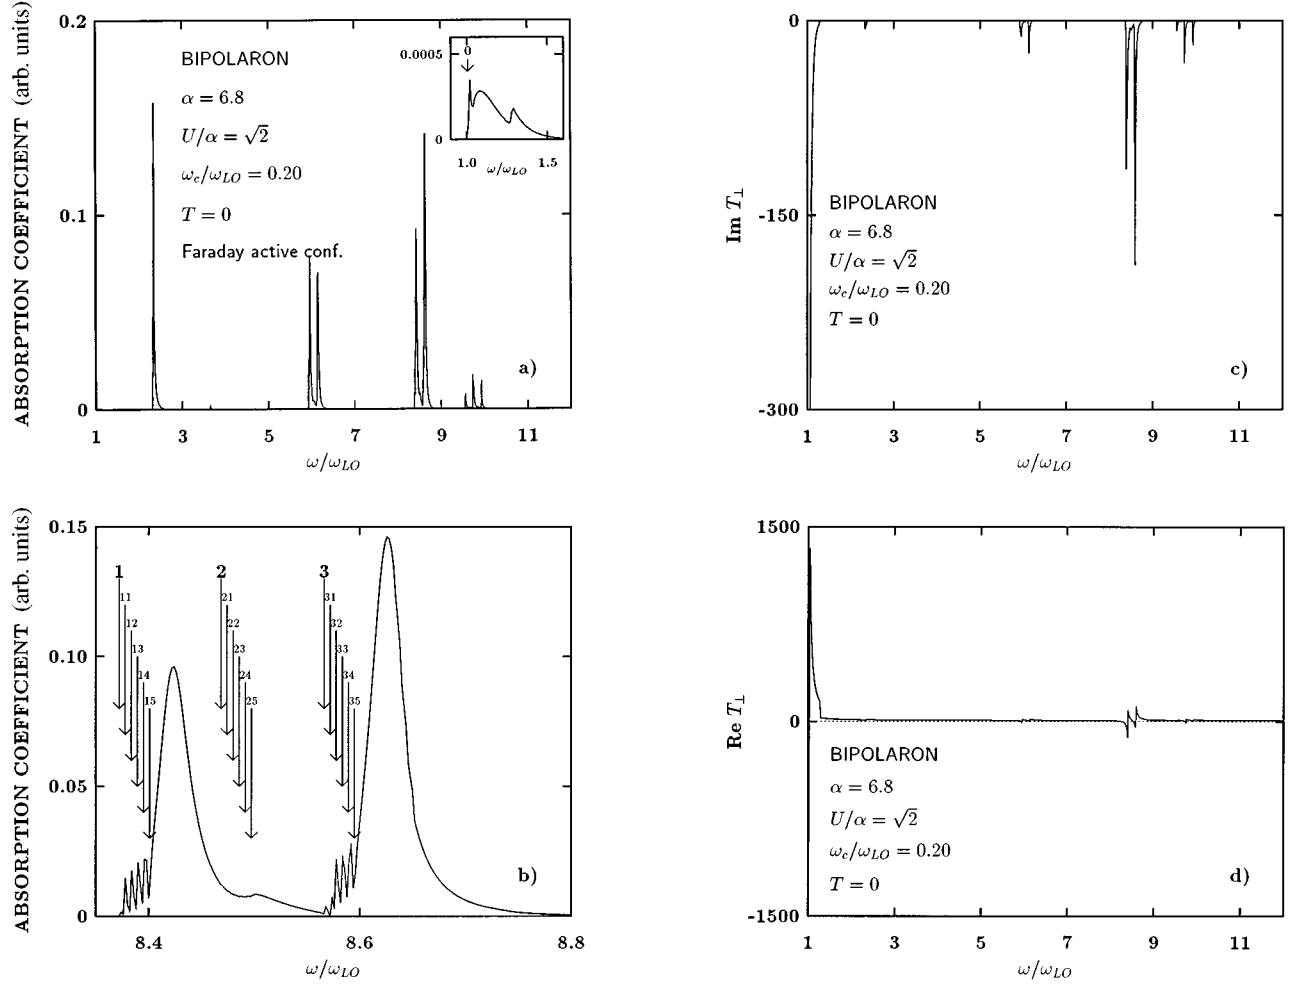 ABSORPTION COEFFICIENT (arb. units)
0.2
0.1
0
BIPOLARON
α = 6.8
U/α = √2
ω_c/ω_LO = 0.20
T = 0
Faraday active conf.
0.0005
0
0
1.0 ω/ω_LO 1.5
a)
1 3 5 7 9 11
ω/ω_LO
Im T_⊥
0
-150
-300
BIPOLARON
α = 6.8
U/α = √2
ω_c/ω_LO = 0.20
T = 0
c)
1 3 5 7 9 11
ω/ω_LO
ABSORPTION COEFFICIENT (arb. units)
0.15
0.10
0.05
0
1 2 3
11 21 31
12 22 32
13 23 33
14 24 34
15 25 35
b)
8.4 8.6 8.8
ω/ω_LO
Re T_⊥
1500
0
-1500
BIPOLARON
α = 6.8
U/α = √2
ω_c/ω_LO = 0.20
T = 0
d)
1 3 5 7 9 11
ω/ω_LO